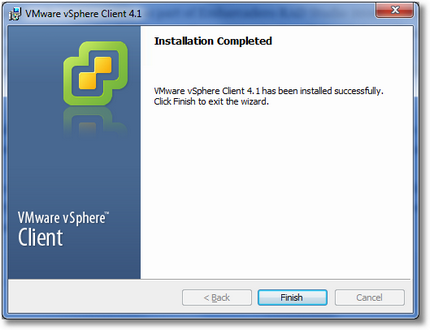 VMware vSphere Client 4.1
Installation Completed
VMware vSphere Client 4.1 has been installed successfully.
Click Finish to exit the wizard.
VMware vSphere™
Client
< Back
Finish
Cancel